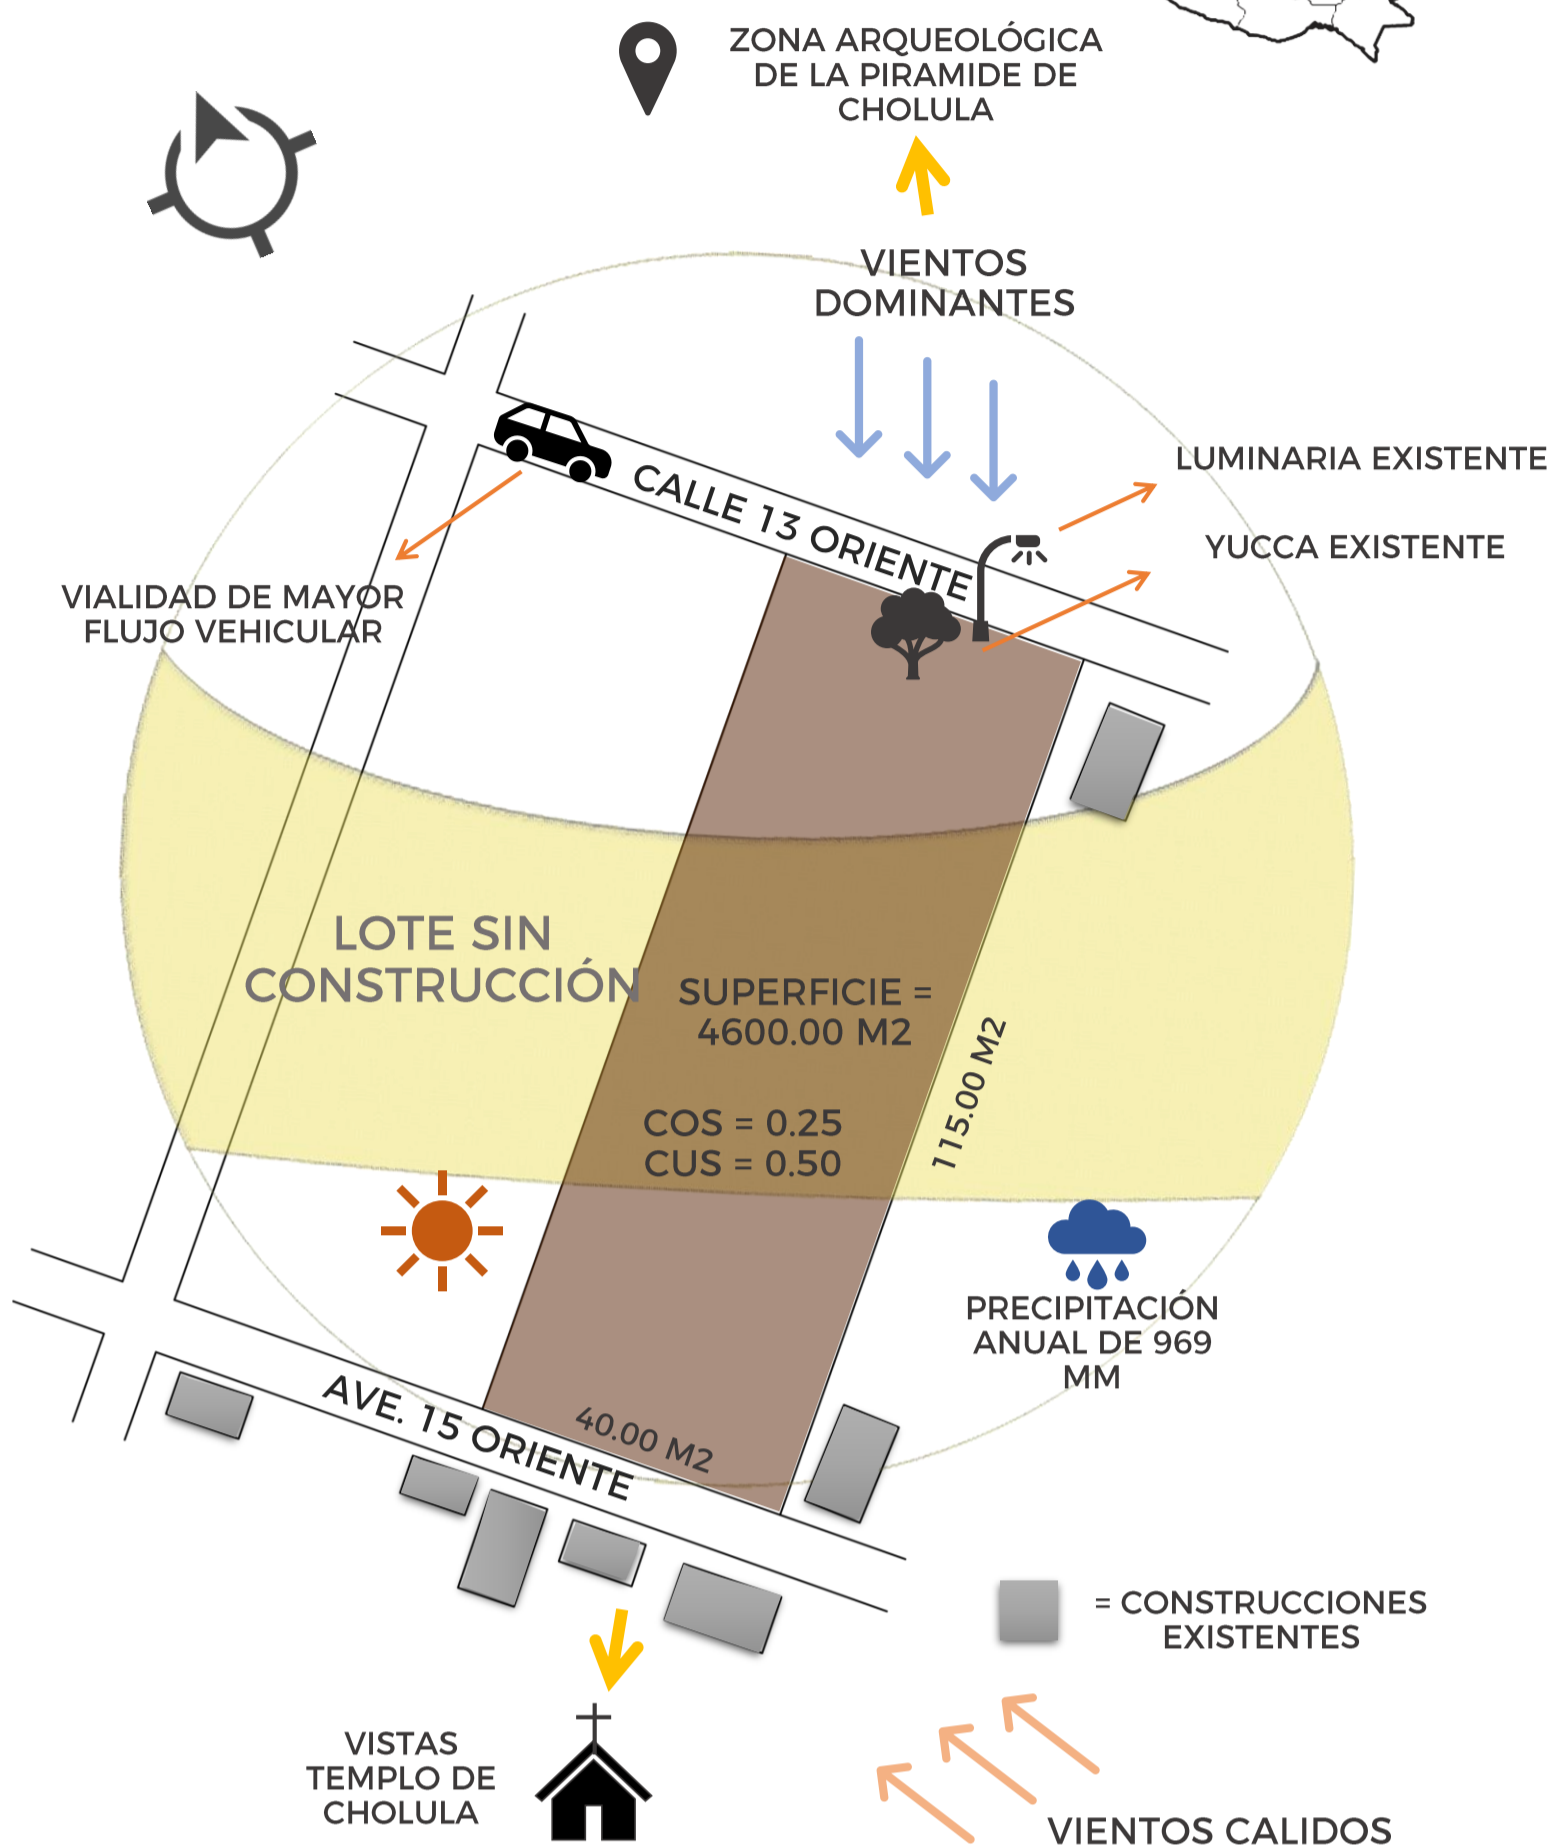 ZONA ARQUEOLÓGICA
DE LA PIRAMIDE DE
CHOLULA
VIENTOS
DOMINANTES
LUMINARIA EXISTENTE
CALLE 13 ORIENTE
YUCCA EXISTENTE
VIALIDAD DE MAYOR
FLUJO VEHICULAR
LOTE SIN
CONSTRUCCIÓN
SUPERFICIE =
4600.00 M2
COS = 0.25
CUS = 0.50
115.00 M2
PRECIPITACIÓN
ANUAL DE 969
MM
AVE. 15 ORIENTE
40.00 M2
= CONSTRUCCIONES
EXISTENTES
VISTAS
TEMPLO DE
CHOLULA
VIENTOS CALIDOS